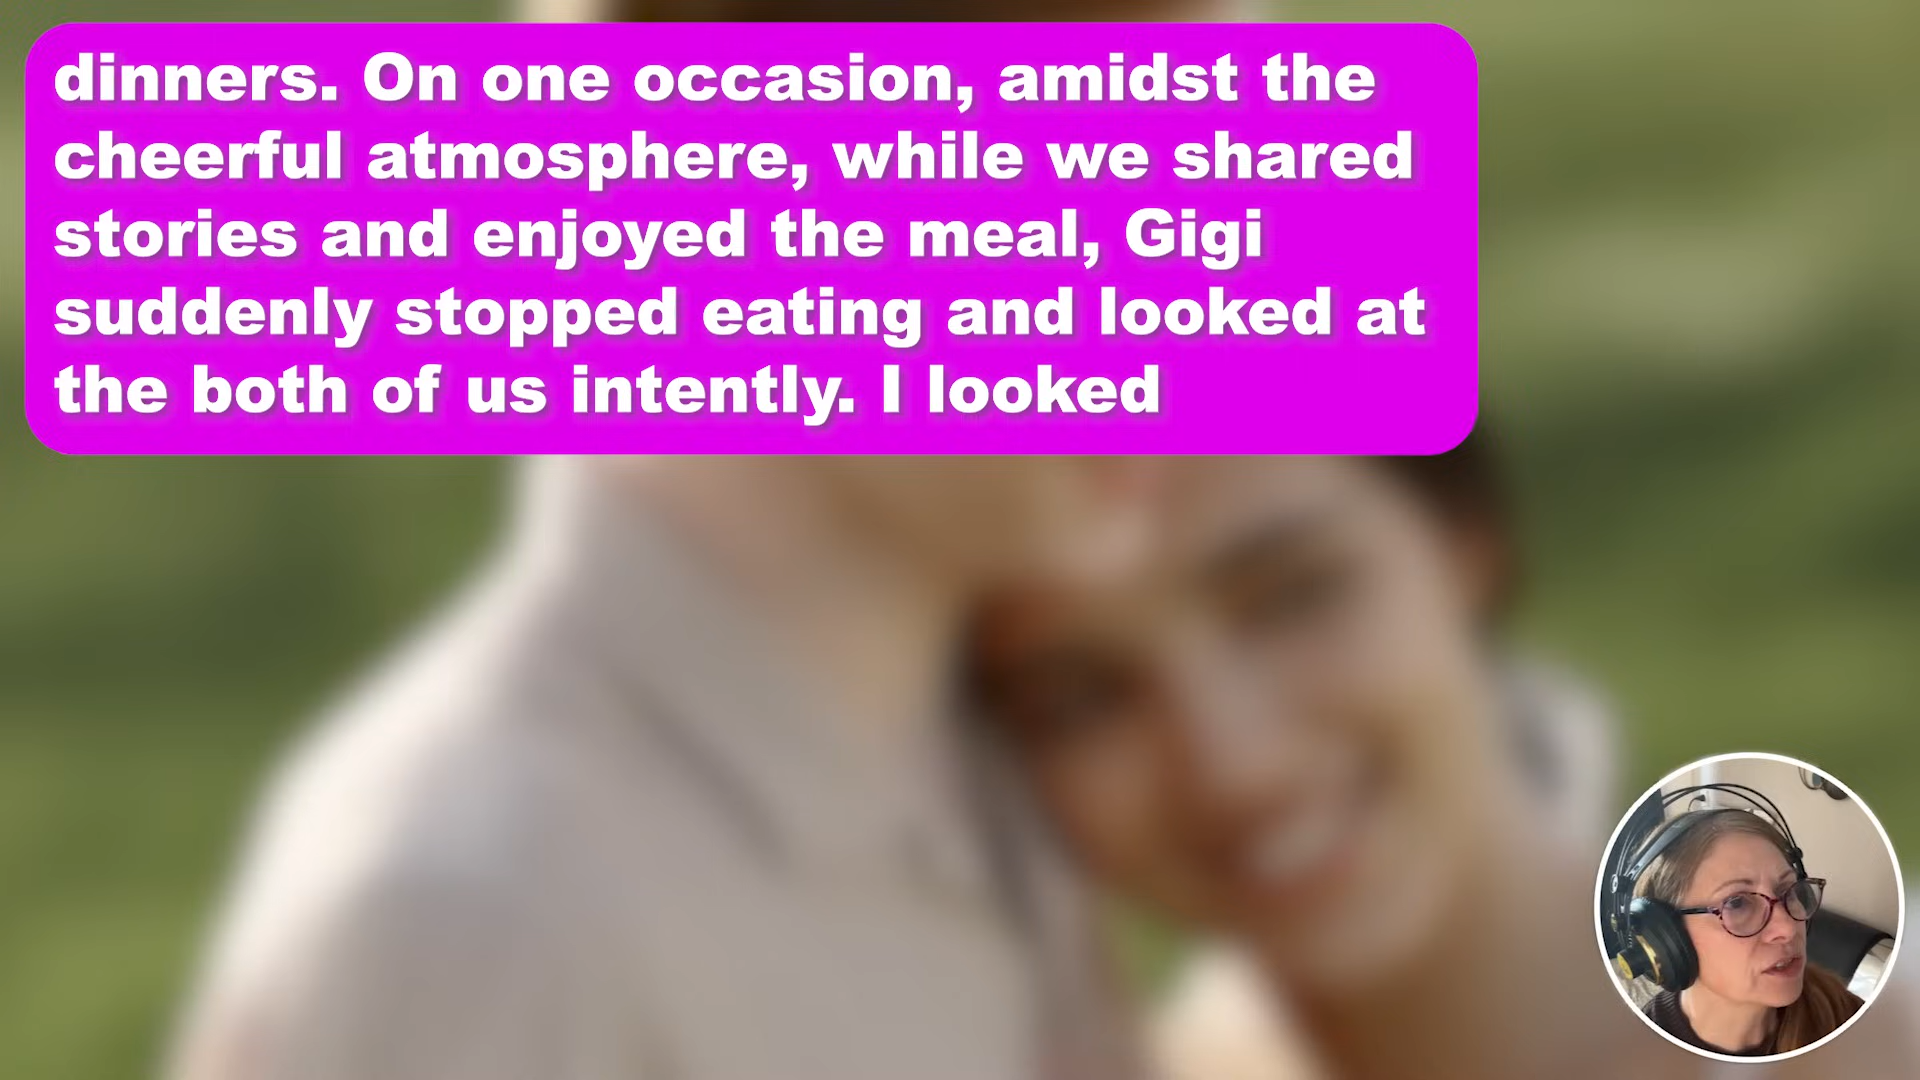 dinners. On one occasion, amidst the
cheerful atmosphere, while we shared
stories and enjoyed the meal, Gigi
suddenly stopped eating and looked at
the both of us intently. I looked